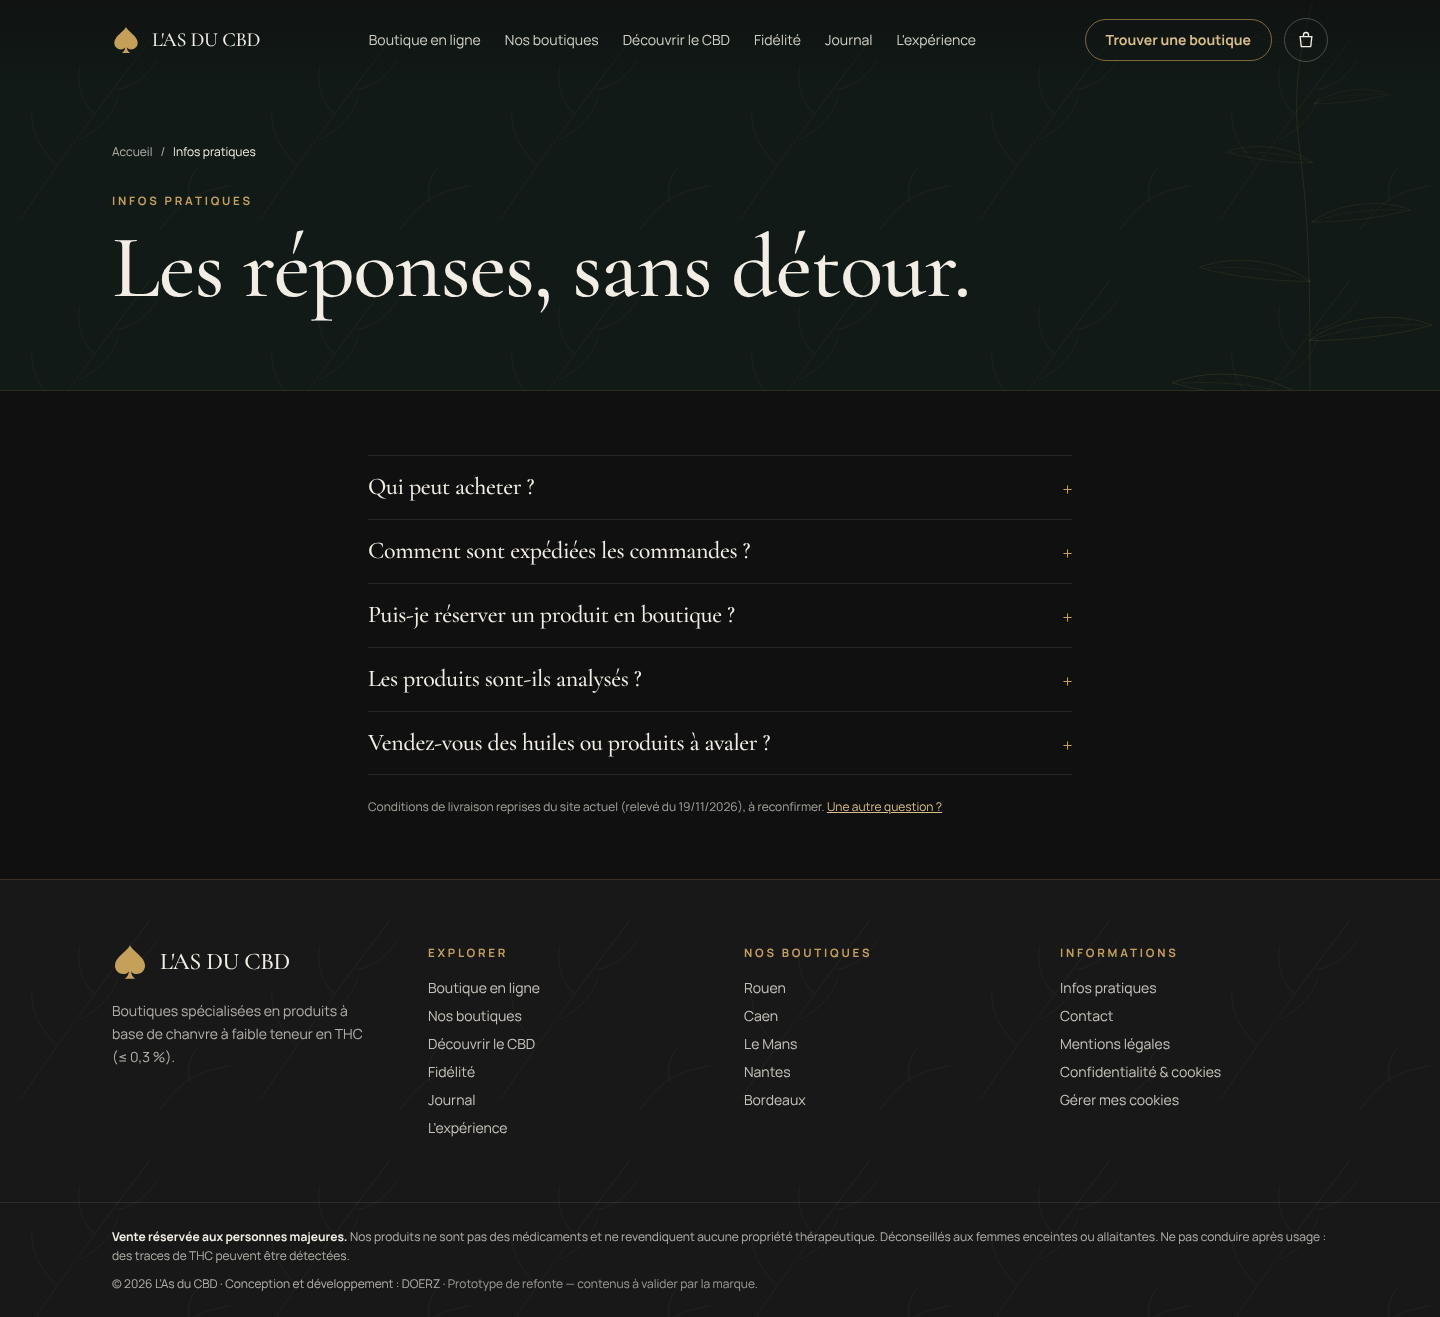 L'AS DU CBD
Boutique en ligne
Nos boutiques
Découvrir le CBD
Fidélité
Journal
L'expérience
Trouver une boutique
Accueil / Infos pratiques
INFOS PRATIQUES
Les réponses, sans détour.
Qui peut acheter ? +
Comment sont expédiées les commandes ? +
Puis-je réserver un produit en boutique ? +
Les produits sont-ils analysés ? +
Vendez-vous des huiles ou produits à avaler ? +
Conditions de livraison reprises du site actuel (relevé du 19/11/2026), à reconfirmer. Une autre question ?
L'AS DU CBD
Boutiques spécialisées en produits à
base de chanvre à faible teneur en THC
(≤ 0,3 %).
EXPLORER
Boutique en ligne
Nos boutiques
Découvrir le CBD
Fidélité
Journal
L'expérience
NOS BOUTIQUES
Rouen
Caen
Le Mans
Nantes
Bordeaux
INFORMATIONS
Infos pratiques
Contact
Mentions légales
Confidentialité & cookies
Gérer mes cookies
Vente réservée aux personnes majeures. Nos produits ne sont pas des médicaments et ne revendiquent aucune propriété thérapeutique. Déconseillés aux femmes enceintes ou allaitantes. Ne pas conduire après usage :
des traces de THC peuvent être détectées.
© 2026 L'As du CBD · Conception et développement : DOERZ · Prototype de refonte — contenus à valider par la marque.